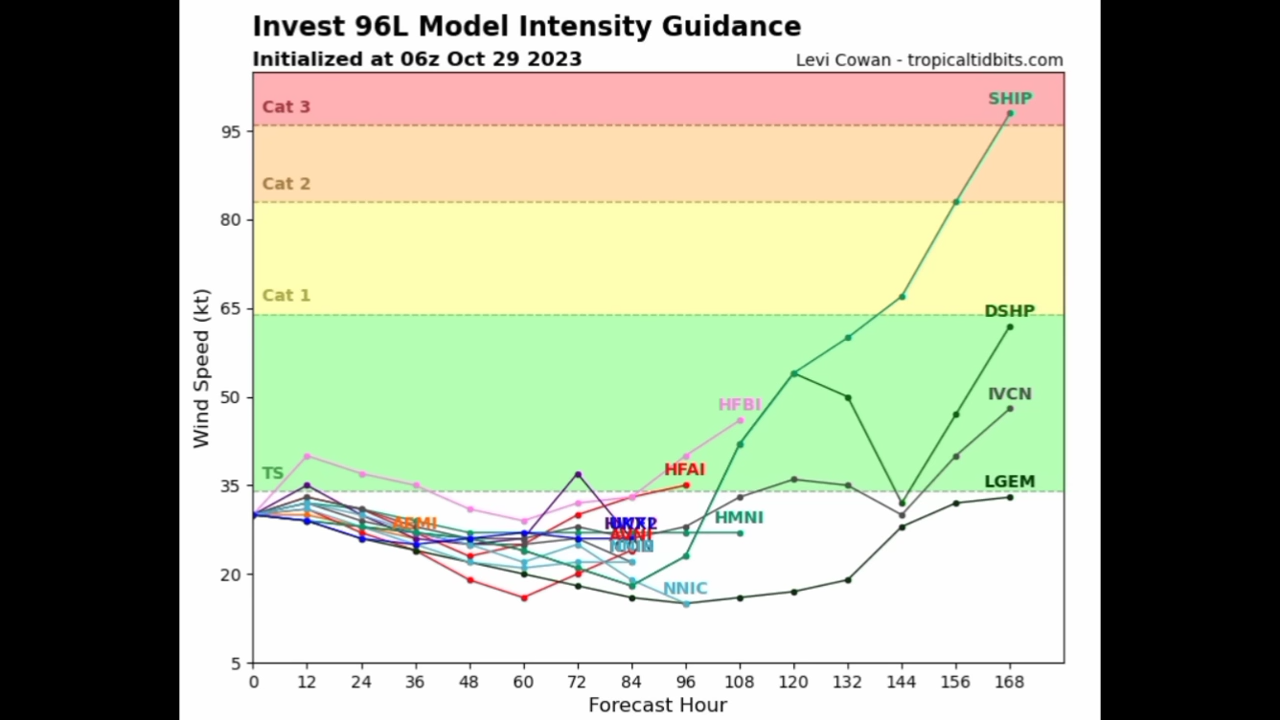 Invest 96L Model Intensity Guidance
Initialized at 06z Oct 29 2023
Levi Cowan - tropicaltidbits.com
Cat 3
SHIP
95
Cat 2
80
Cat 1
65
DSHP
IVCN
50
HFBI
TS
HFAI
35
LGEM
AEMI
HMNI
20
NNIC
5
0 12 24 36 48 60 72 84 96 108 120 132 144 156 168
Wind Speed (kt)
Forecast Hour